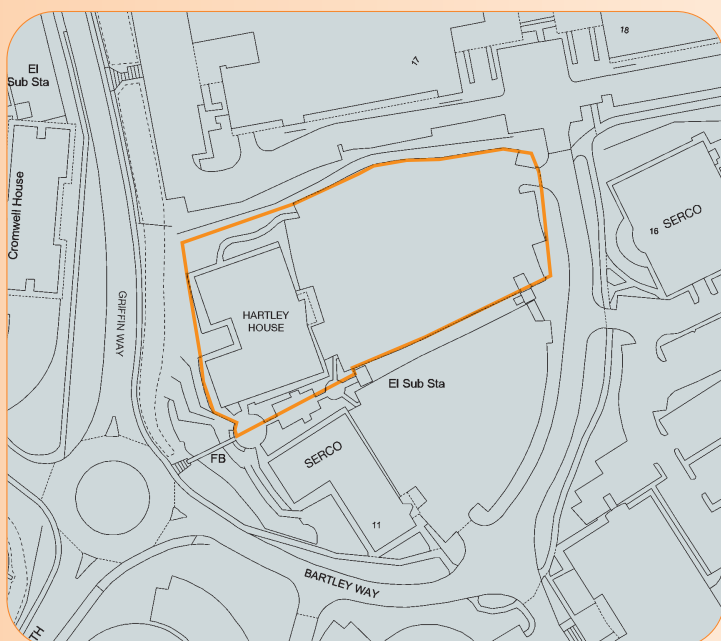 18
17
El
Sub Sta
Cromwell House
16
SERCO
GRIFFIN WAY
HARTLEY
HOUSE
El Sub Sta
SERCO
FB
11
BARTLEY WAY
TH